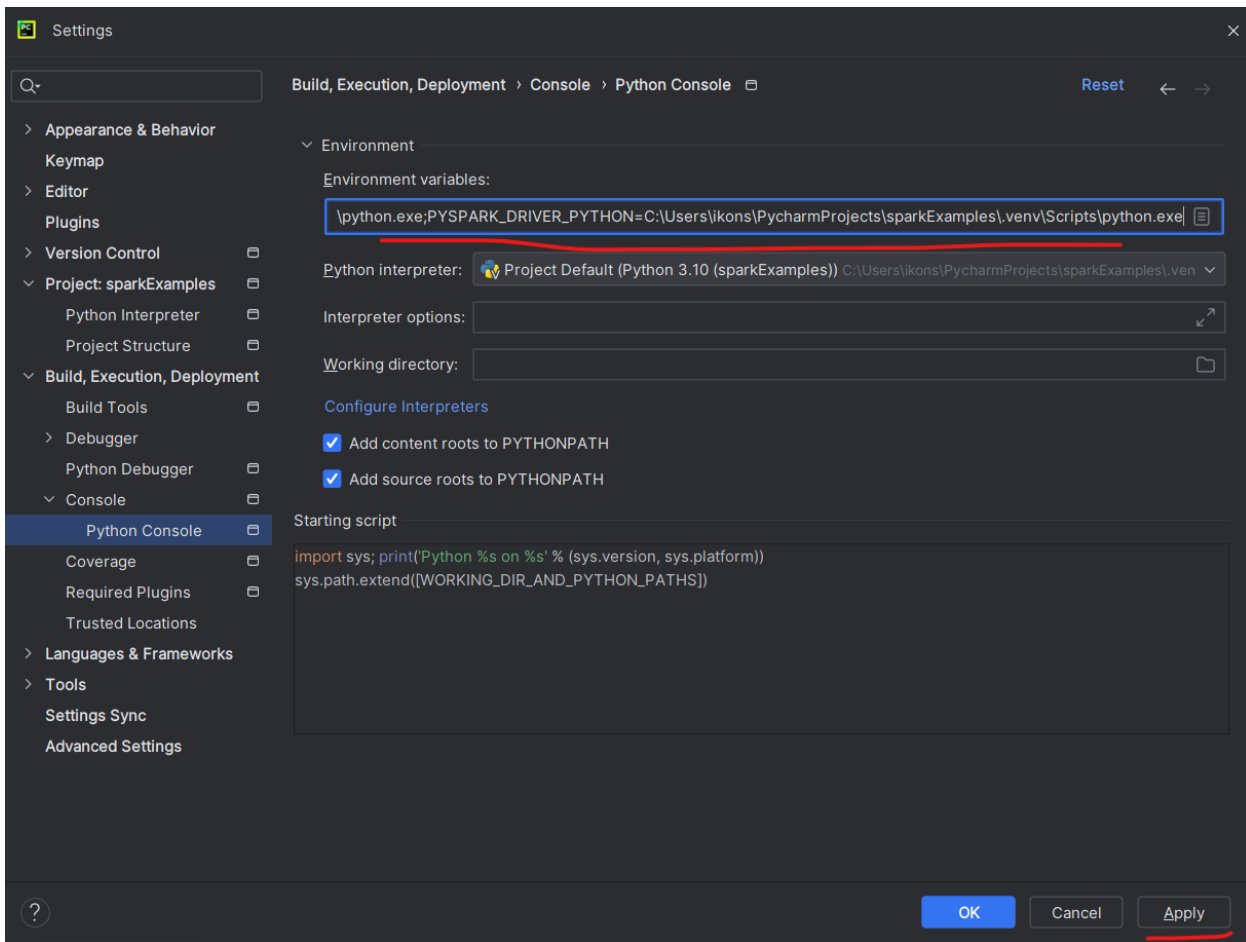 PC
Settings
Build, Execution, Deployment › Console › Python Console
Reset
Appearance & Behavior
Keymap
Editor
Plugins
Version Control
Project: sparkExamples
Python Interpreter
Project Structure
Build, Execution, Deployment
Build Tools
Debugger
Python Debugger
Console
Python Console
Coverage
Required Plugins
Trusted Locations
Languages & Frameworks
Tools
Settings Sync
Advanced Settings
Environment
Environment variables:
\python.exe;PYSPARK_DRIVER_PYTHON=C:\Users\ikons\PycharmProjects\sparkExamples\.venv\Scripts\python.exe
Python interpreter: Project Default (Python 3.10 (sparkExamples)) C:\Users\ikons\PycharmProjects\sparkExamples\.ven
Interpreter options:
Working directory:
Configure Interpreters
Add content roots to PYTHONPATH
Add source roots to PYTHONPATH
Starting script
import sys; print('Python %s on %s' % (sys.version, sys.platform))
sys.path.extend([WORKING_DIR_AND_PYTHON_PATHS])
?
OK
Cancel
Apply